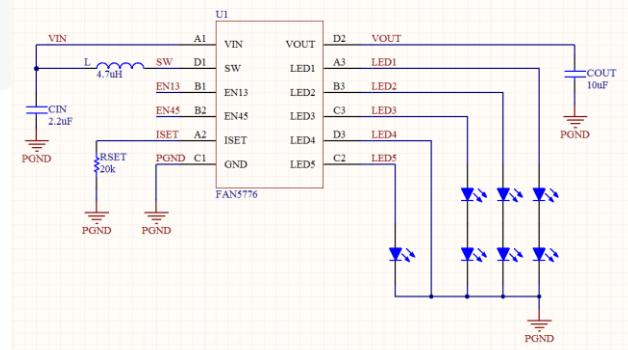 U1
VIN A1 VIN VOUT D2 VOUT
L 4.7uH SW D1 SW LED1 A3 LED1
EN13 B1 EN13 LED2 B3 LED2
EN45 B2 EN45 LED3 C3 LED3
ISET A2 ISET LED4 D3 LED4
PGND C1 GND LED5 C2 LED5
FAN5776
CIN
2.2uF
PGND
RSET
20k
PGND
PGND
COUT
10uF
PGND
PGND